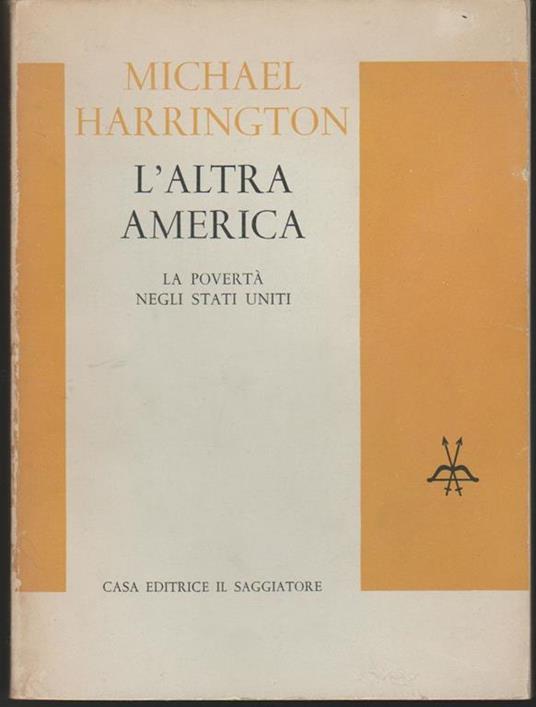 MICHAEL
HARRINGTON
L'ALTRA
AMERICA
LA POVERTÀ
NEGLI STATI UNITI
CASA EDITRICE IL SAGGIATORE